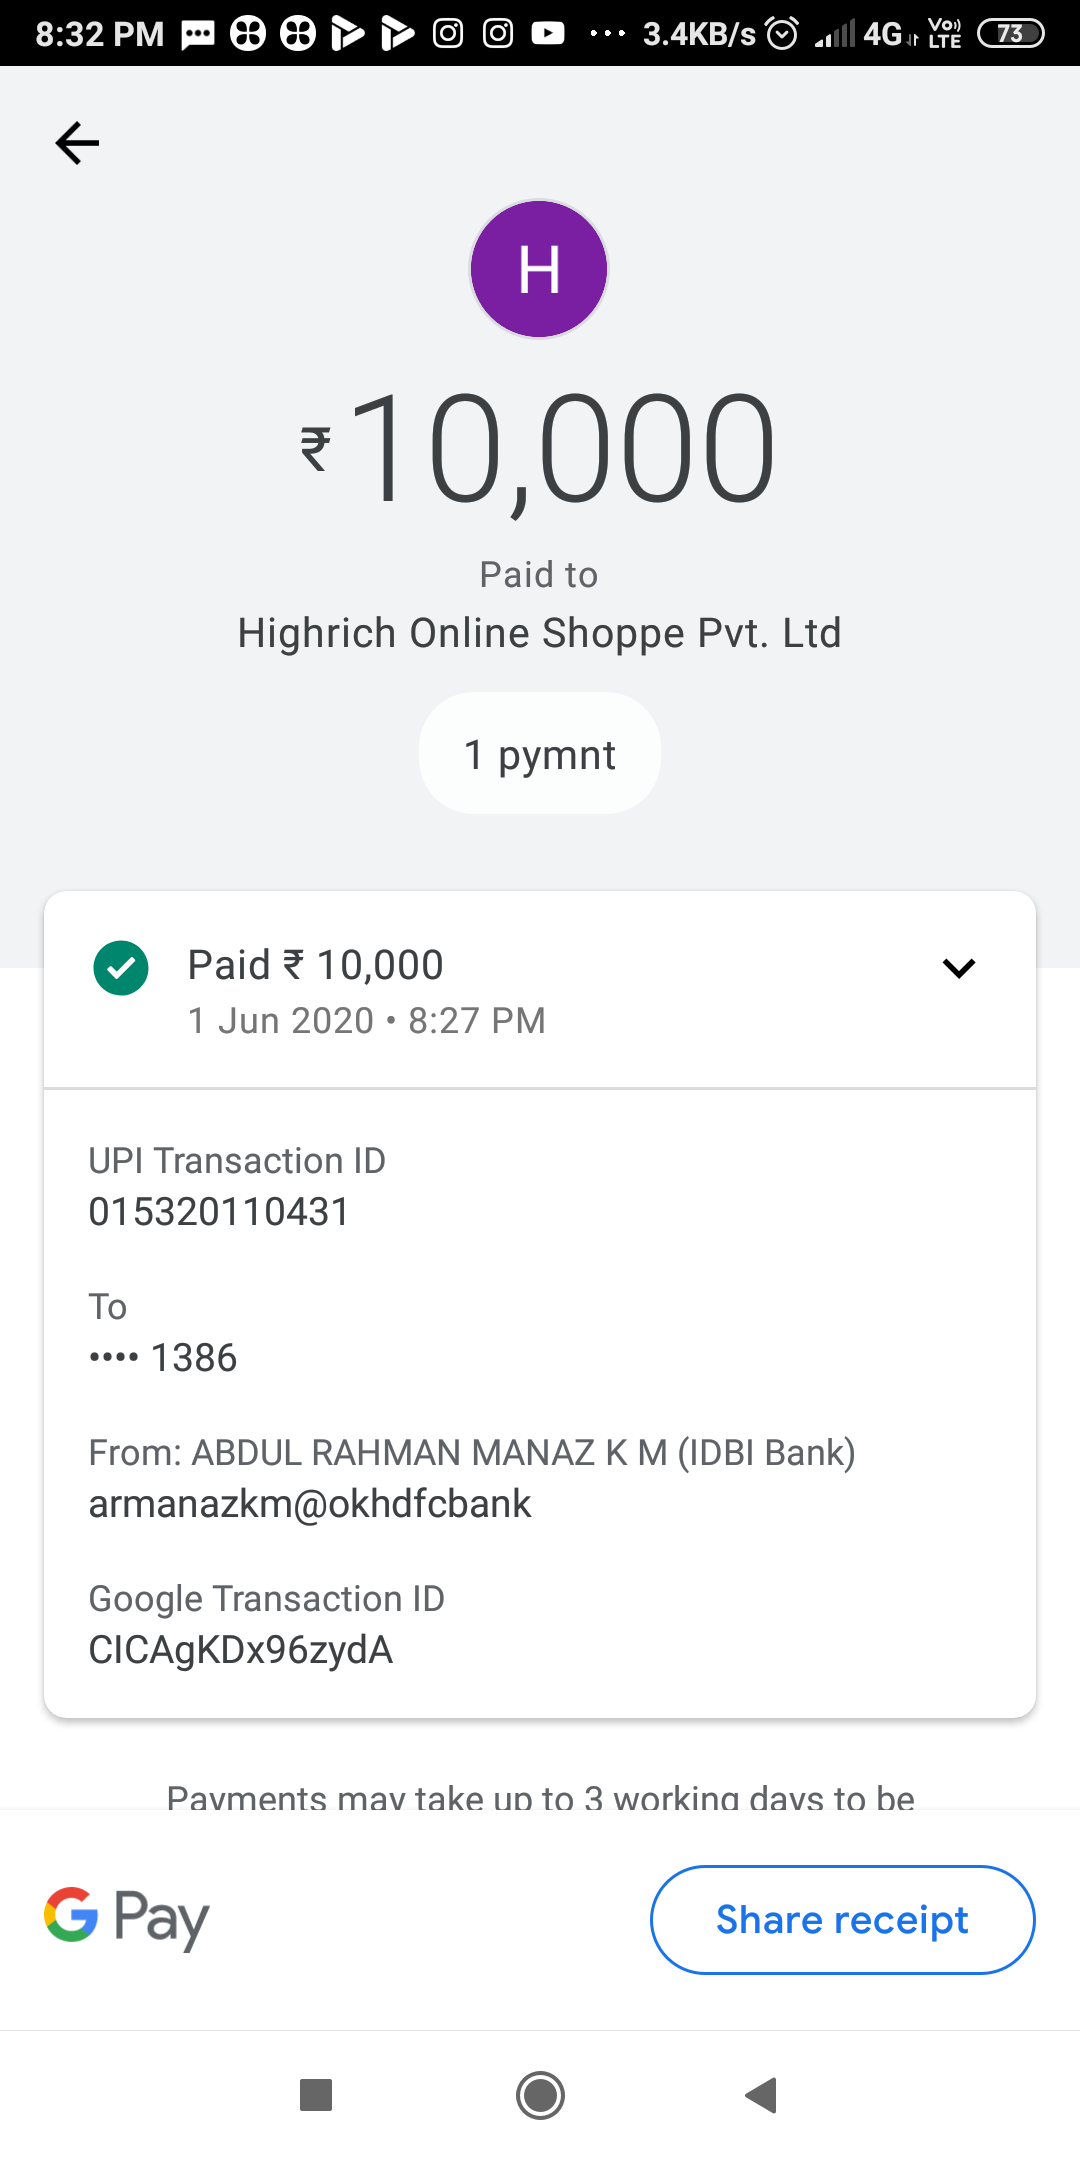 8:32 PM ... 3.4KB/s 4G Vo)) LTE 73
H
₹10,000
Paid to
Highrich Online Shoppe Pvt. Ltd
1 pymnt
Paid ₹ 10,000
1 Jun 2020 • 8:27 PM
UPI Transaction ID
015320110431
To
•••• 1386
From: ABDUL RAHMAN MANAZ K M (IDBI Bank)
armanazkm@okhdfcbank
Google Transaction ID
CICAgKDx96zydA
Payments may take up to 3 working days to be
G Pay
Share receipt